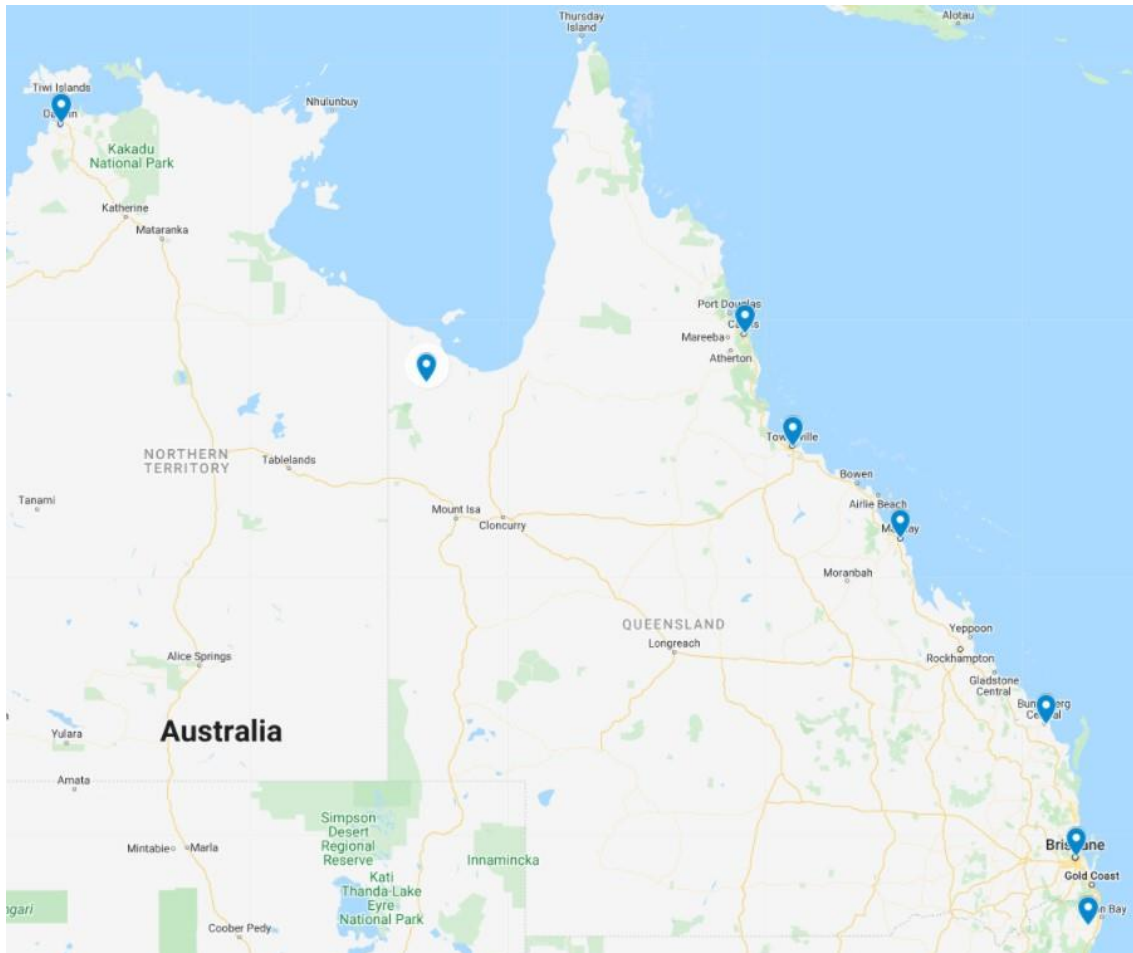 Thursday
Island
Alotau
Tiwi Islands
Nhulunbuy
Kakadu
National Park
Katherine
Mataranka
Port Douglas
Mareeba
Atherton
NORTHERN
TERRITORY
Tablelands
Bowen
Airlie Beach
Tanami
Mount Isa
Cloncurry
Moranbah
QUEENSLAND
Longreach
Yeppoon
Rockhampton
Gladstone
Central
Alice Springs
Australia
Yulara
Amata
Simpson
Desert
Regional
Reserve
Mintabie
Marla
Innamincka
Kati
Thanda-Lake
Eyre
National Park
Brisbane
Gold Coast
Bay
Coober Pedy